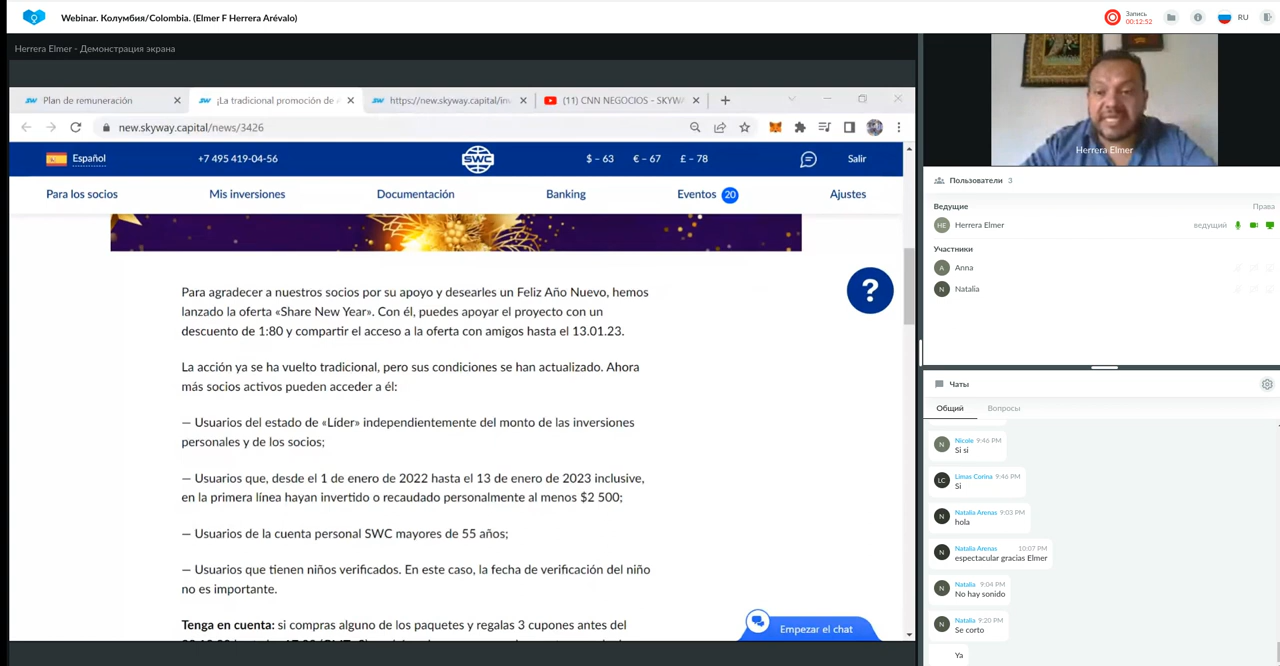 Webinar. Колумбия/Colombia. (Elmer F Herrera Arévalo)
Запись
00:12:52
RU
Herrera Elmer - Демонстрация экрана
Plan de remuneración
¡La tradicional promoción de
https://new.skyway.capital/im
(11) CNN NEGOCIOS - SKYW
new.skyway.capital/news/3426
Español
+7 495 419-04-56
SWC
$ – 63
€ – 67
£ – 78
Salir
Para los socios
Mis inversiones
Documentación
Banking
Eventos 20
Ajustes
Para agradecer a nuestros socios por su apoyo y desearles un Feliz Año Nuevo, hemos
lanzado la oferta «Share New Year». Con él, puedes apoyar el proyecto con un
descuento de 1:80 y compartir el acceso a la oferta con amigos hasta el 13.01.23.
La acción ya se ha vuelto tradicional, pero sus condiciones se han actualizado. Ahora
más socios activos pueden acceder a él:
— Usuarios del estado de «Líder» independientemente del monto de las inversiones
personales y de los socios;
— Usuarios que, desde el 1 de enero de 2022 hasta el 13 de enero de 2023 inclusive,
en la primera línea hayan invertido o recaudado personalmente al menos $2 500;
— Usuarios de la cuenta personal SWC mayores de 55 años;
— Usuarios que tienen niños verificados. En este caso, la fecha de verificación del niño
no es importante.
Tenga en cuenta: si compras alguno de los paquetes y regalas 3 cupones antes del
?
Empezar el chat
Herrera Elmer
Пользователи 3
Ведущие
Права
HE
Herrera Elmer
ведущий
Участники
A
Anna
N
Natalia
Чаты
Общий
Вопросы
N
Nicole 9:46 PM
Si si
LC
Limas Corina 9:46 PM
Si
N
Natalia Arenas 9:03 PM
hola
N
Natalia Arenas 10:07 PM
espectacular gracias Elmer
N
Natalia 9:04 PM
No hay sonido
N
Natalia 9:20 PM
Se corto
Ya